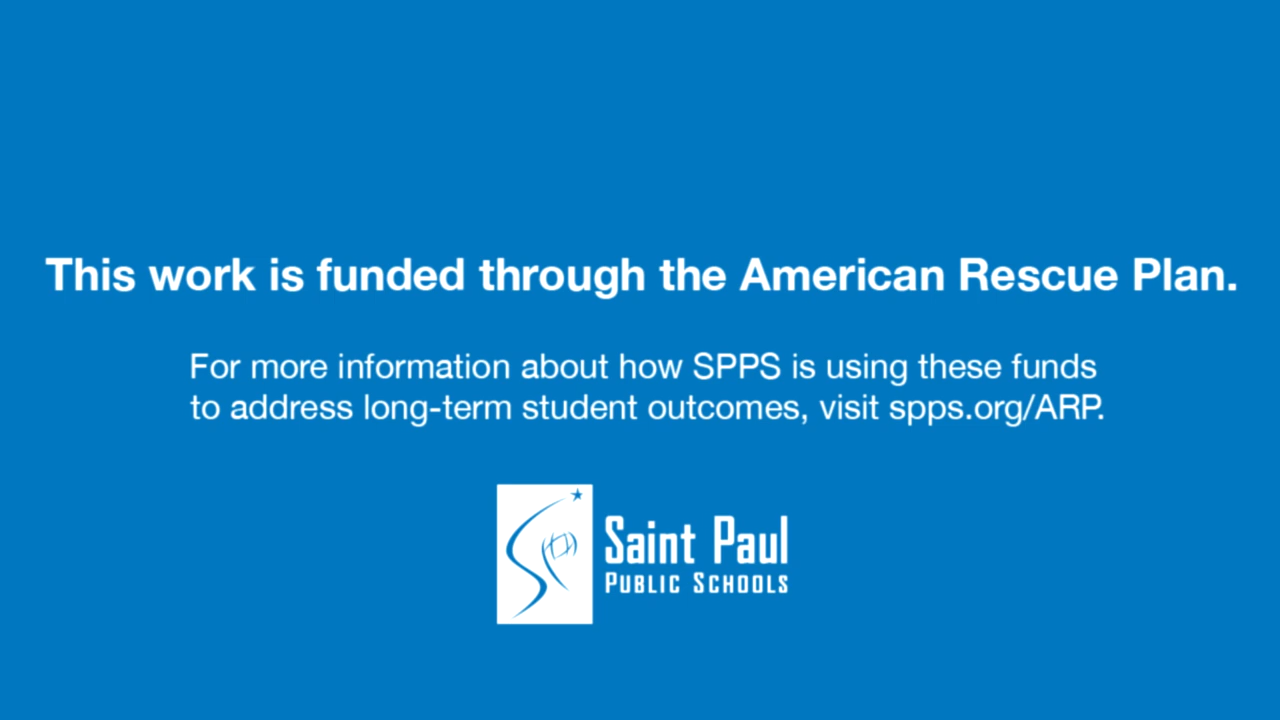 This work is funded through the American Rescue Plan.
For more information about how SPPS is using these funds
to address long-term student outcomes, visit spps.org/ARP.
Saint Paul
PUBLIC SCHOOLS